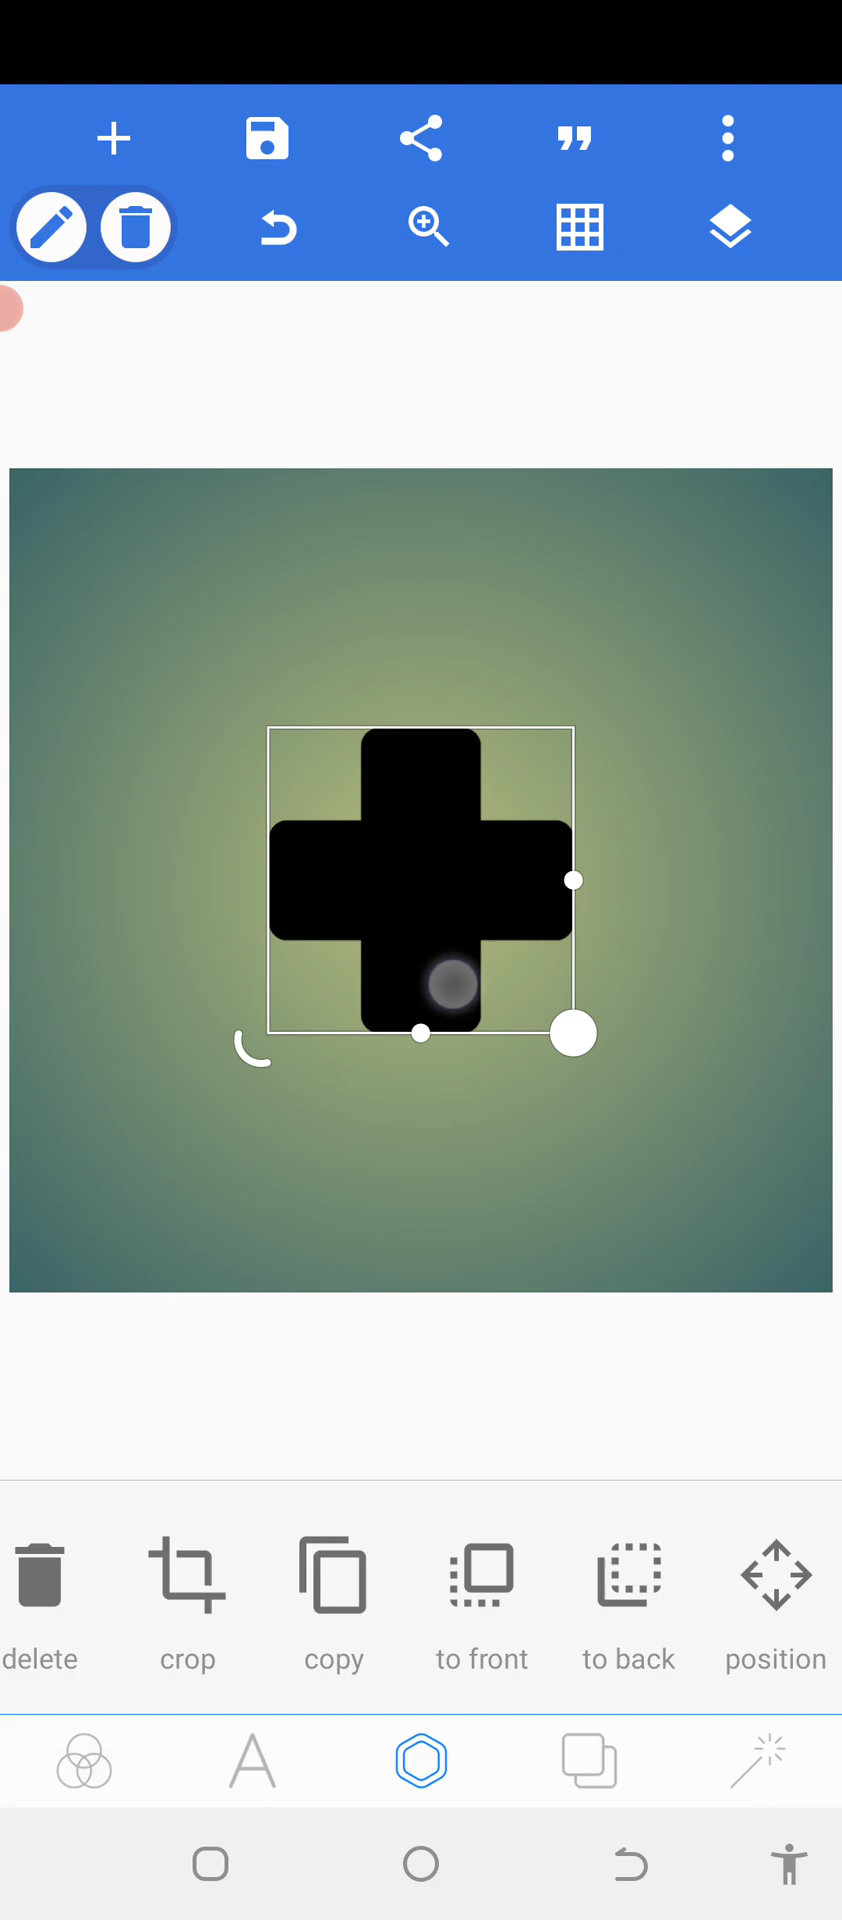 delete
crop
copy
to front
to back
position